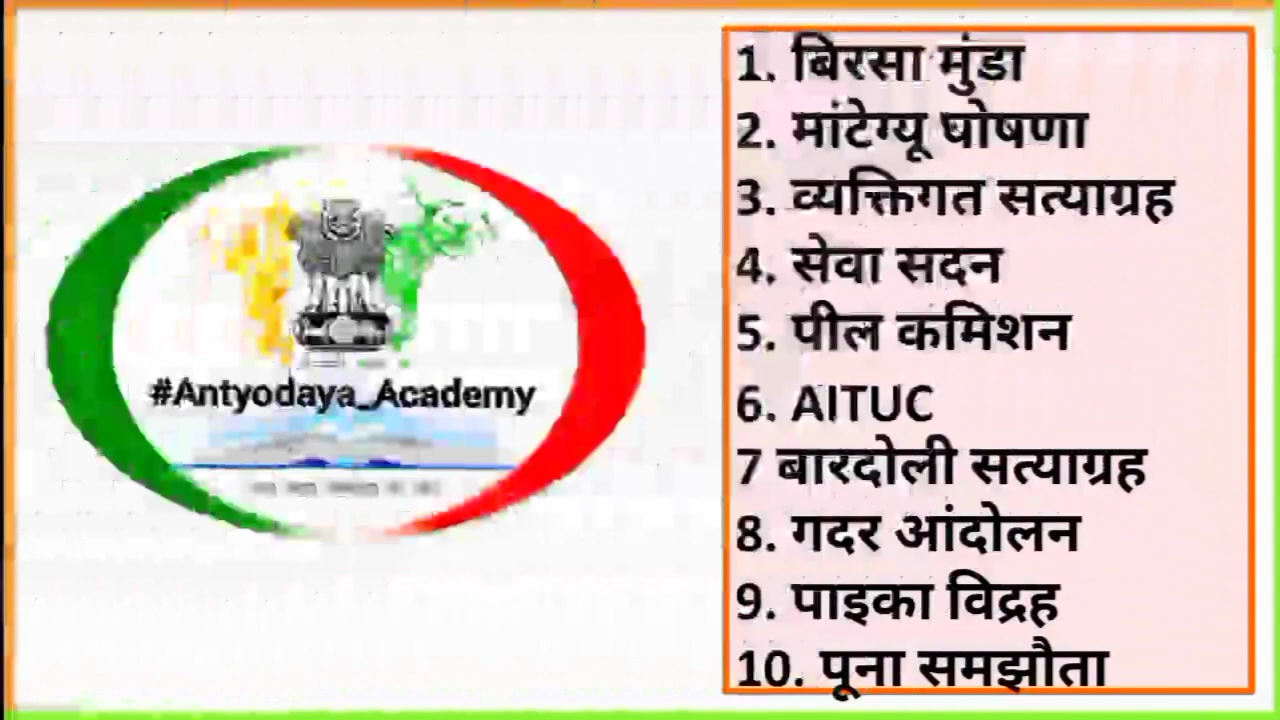 #Antyodaya_Academy
1. बिरसा मुंडा
2. मांटेग्यू घोषणा
3. व्यक्तिगत सत्याग्रह
4. सेवा सदन
5. पील कमिशन
6. AITUC
7 बारदोली सत्याग्रह
8. गदर आंदोलन
9. पाइका विद्रह
10. पूना समझौता